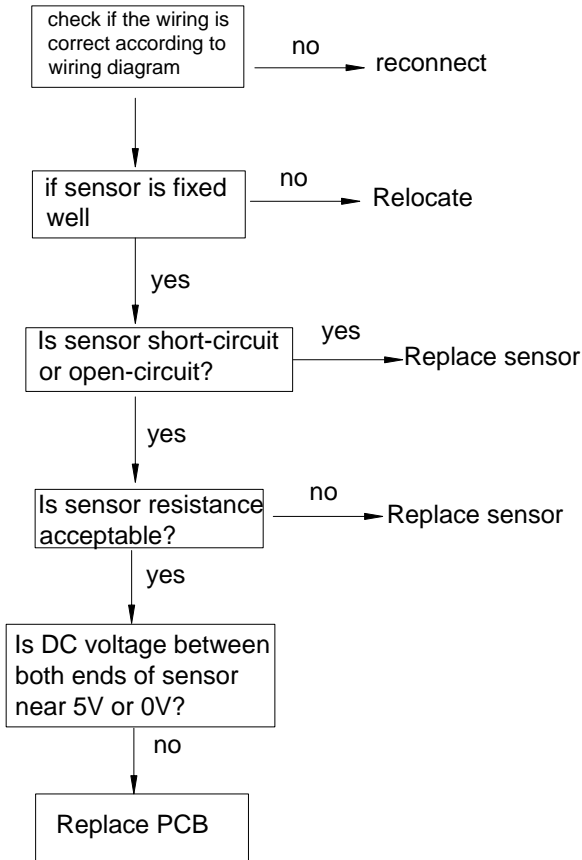 check if the wiring is
correct according to
wiring diagram
no
reconnect
if sensor is fixed
well
no
Relocate
yes
Is sensor short-circuit
or open-circuit?
yes
Replace sensor
yes
Is sensor resistance
acceptable?
no
Replace sensor
yes
Is DC voltage between
both ends of sensor
near 5V or 0V?
no
Replace PCB